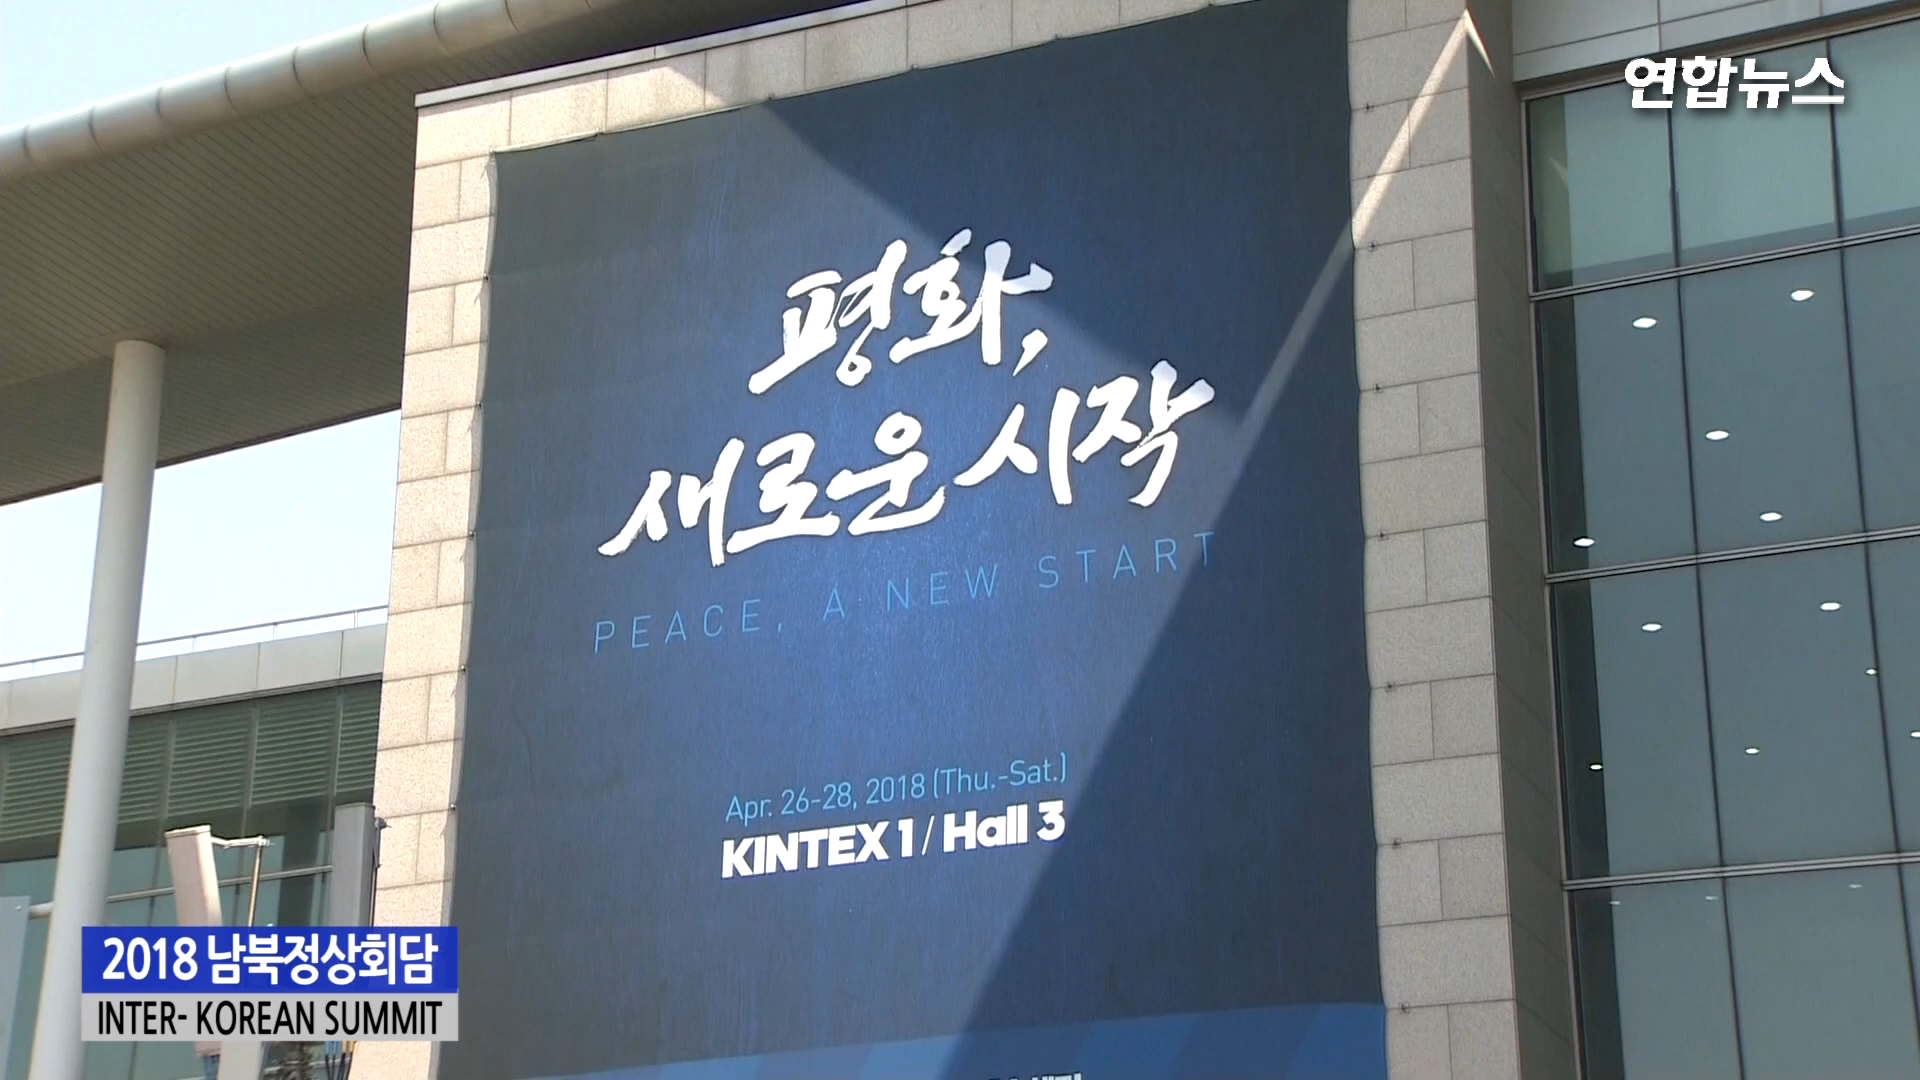 연합뉴스
평화,
새로운 시작
PEACE, A NEW START
Apr. 26-28, 2018 (Thu.-Sat.)
KINTEX 1 / Hall 3
2018 남북정상회담
INTER- KOREAN SUMMIT